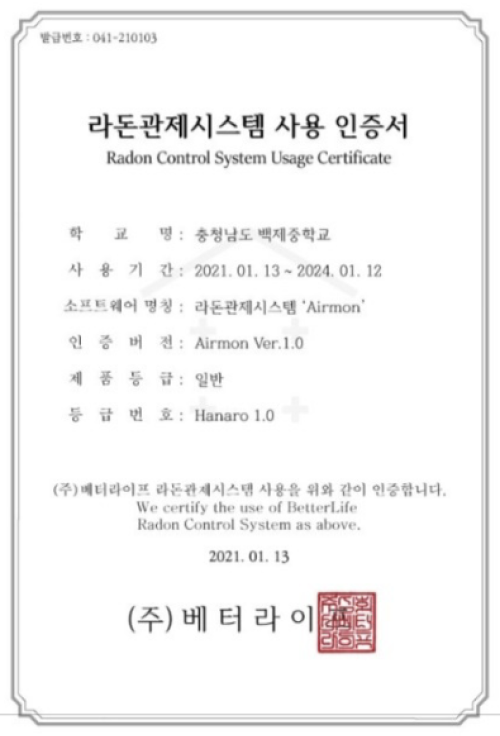 발급번호 : 041-210103
라돈관제시스템 사용 인증서
Radon Control System Usage Certificate
학 교 명 : 충청남도 백제중학교
사 용 기 간 : 2021. 01. 13 ~ 2024. 01. 12
소프트웨어 명칭 : 라돈관제시스템 'Airmon'
인 증 버 전 : Airmon Ver.1.0
제 품 등 급 : 일반
등 급 번 호 : Hanaro 1.0
(주)베터라이프 라돈관제시스템 사용을 위와 같이 인증합니다.
We certify the use of BetterLife
Radon Control System as above.
2021. 01. 13
(주) 베 터 라 이 프